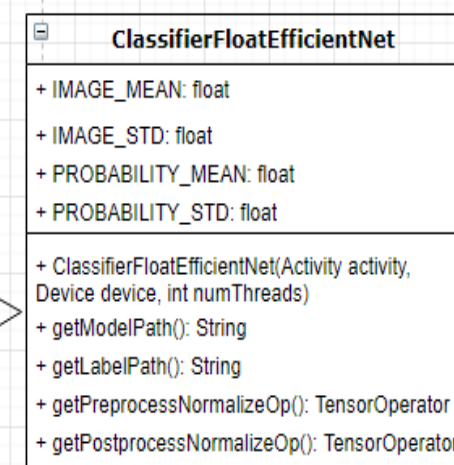 ClassifierFloatEfficientNet
+ IMAGE_MEAN: float
+ IMAGE_STD: float
+ PROBABILITY_MEAN: float
+ PROBABILITY_STD: float
+ ClassifierFloatEfficientNet(Activity activity,
Device device, int numThreads)
+ getModelPath(): String
+ getLabelPath(): String
+ getPreprocessNormalizeOp(): TensorOperator
+ getPostprocessNormalizeOp(): TensorOperator